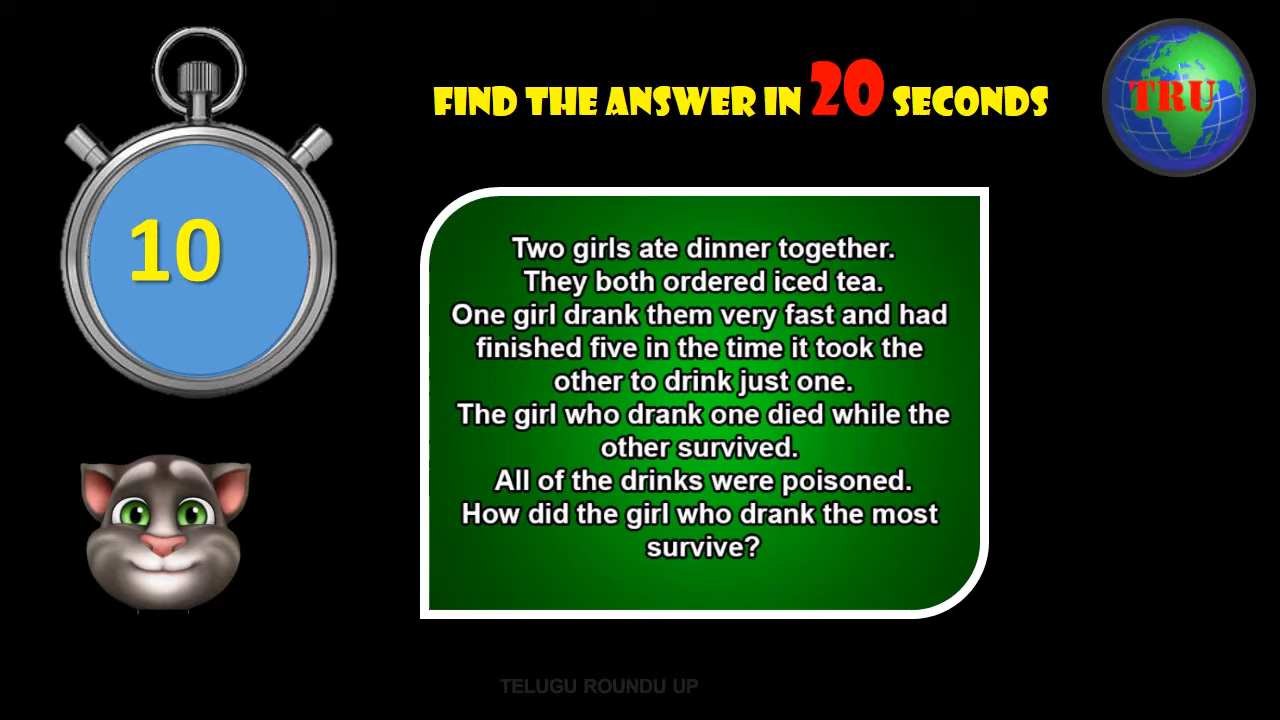 FIND THE ANSWER IN 20 SECONDS
TRU
10
Two girls ate dinner together.
They both ordered iced tea.
One girl drank them very fast and had
finished five in the time it took the
other to drink just one.
The girl who drank one died while the
other survived.
All of the drinks were poisoned.
How did the girl who drank the most
survive?
TELUGU ROUNDU UP